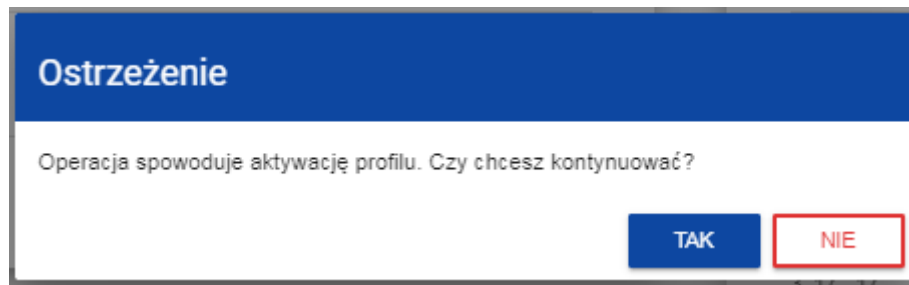 Ostrzeżenie
Operacja spowoduje aktywację profilu. Czy chcesz kontynuować?
TAK NIE